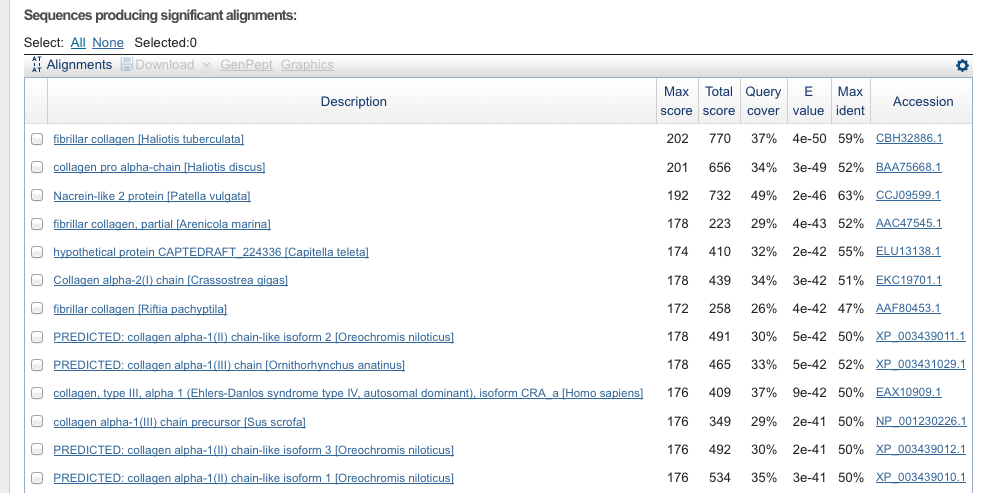 Sequences producing significant alignments:
Select: All None Selected:0
Alignments Download GenPept Graphics
Description Max score Total score Query cover E value Max ident Accession
fibrillar collagen [Haliotis tuberculata] 202 770 37% 4e-50 59% CBH32886.1
collagen pro alpha-chain [Haliotis discus] 201 656 34% 3e-49 52% BAA75668.1
Nacrein-like 2 protein [Patella vulgata] 192 732 49% 2e-46 63% CCJ09599.1
fibrillar collagen, partial [Arenicola marina] 178 223 29% 4e-43 52% AAC47545.1
hypothetical protein CAPTEDRAFT_224336 [Capitella teleta] 174 410 32% 2e-42 55% ELU13138.1
Collagen alpha-2(I) chain [Crassostrea gigas] 178 439 34% 3e-42 51% EKC19701.1
fibrillar collagen [Riftia pachyptila] 172 258 26% 4e-42 47% AAF80453.1
PREDICTED: collagen alpha-1(II) chain-like isoform 2 [Oreochromis niloticus] 178 491 30% 5e-42 50% XP_003439011.1
PREDICTED: collagen alpha-1(III) chain [Ornithorhynchus anatinus] 178 465 33% 5e-42 52% XP_003431029.1
collagen, type III, alpha 1 (Ehlers-Danlos syndrome type IV, autosomal dominant), isoform CRA_a [Homo sapiens] 176 409 37% 9e-42 50% EAX10909.1
collagen alpha-1(III) chain precursor [Sus scrofa] 176 349 29% 2e-41 50% NP_001230226.1
PREDICTED: collagen alpha-1(II) chain-like isoform 3 [Oreochromis niloticus] 176 492 30% 2e-41 50% XP_003439012.1
PREDICTED: collagen alpha-1(II) chain-like isoform 1 [Oreochromis niloticus] 176 534 35% 3e-41 50% XP_003439010.1